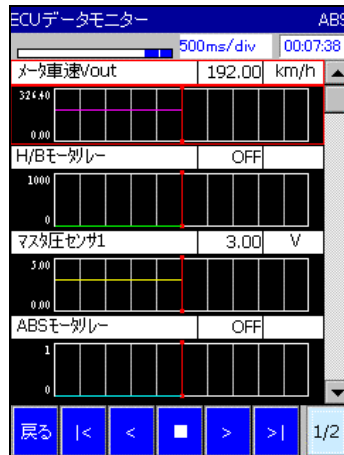 ECUデータモニター ABS
500ms/div 00:07:38
メータ車速Vout 192.00 km/h
326.40
0.00
H/Bモータリレー OFF
1000
0
マスタ圧センサ1 3.00 V
5.00
0.00
ABSモータリレー OFF
1
0
戻る |< < ■ > >| 1/2